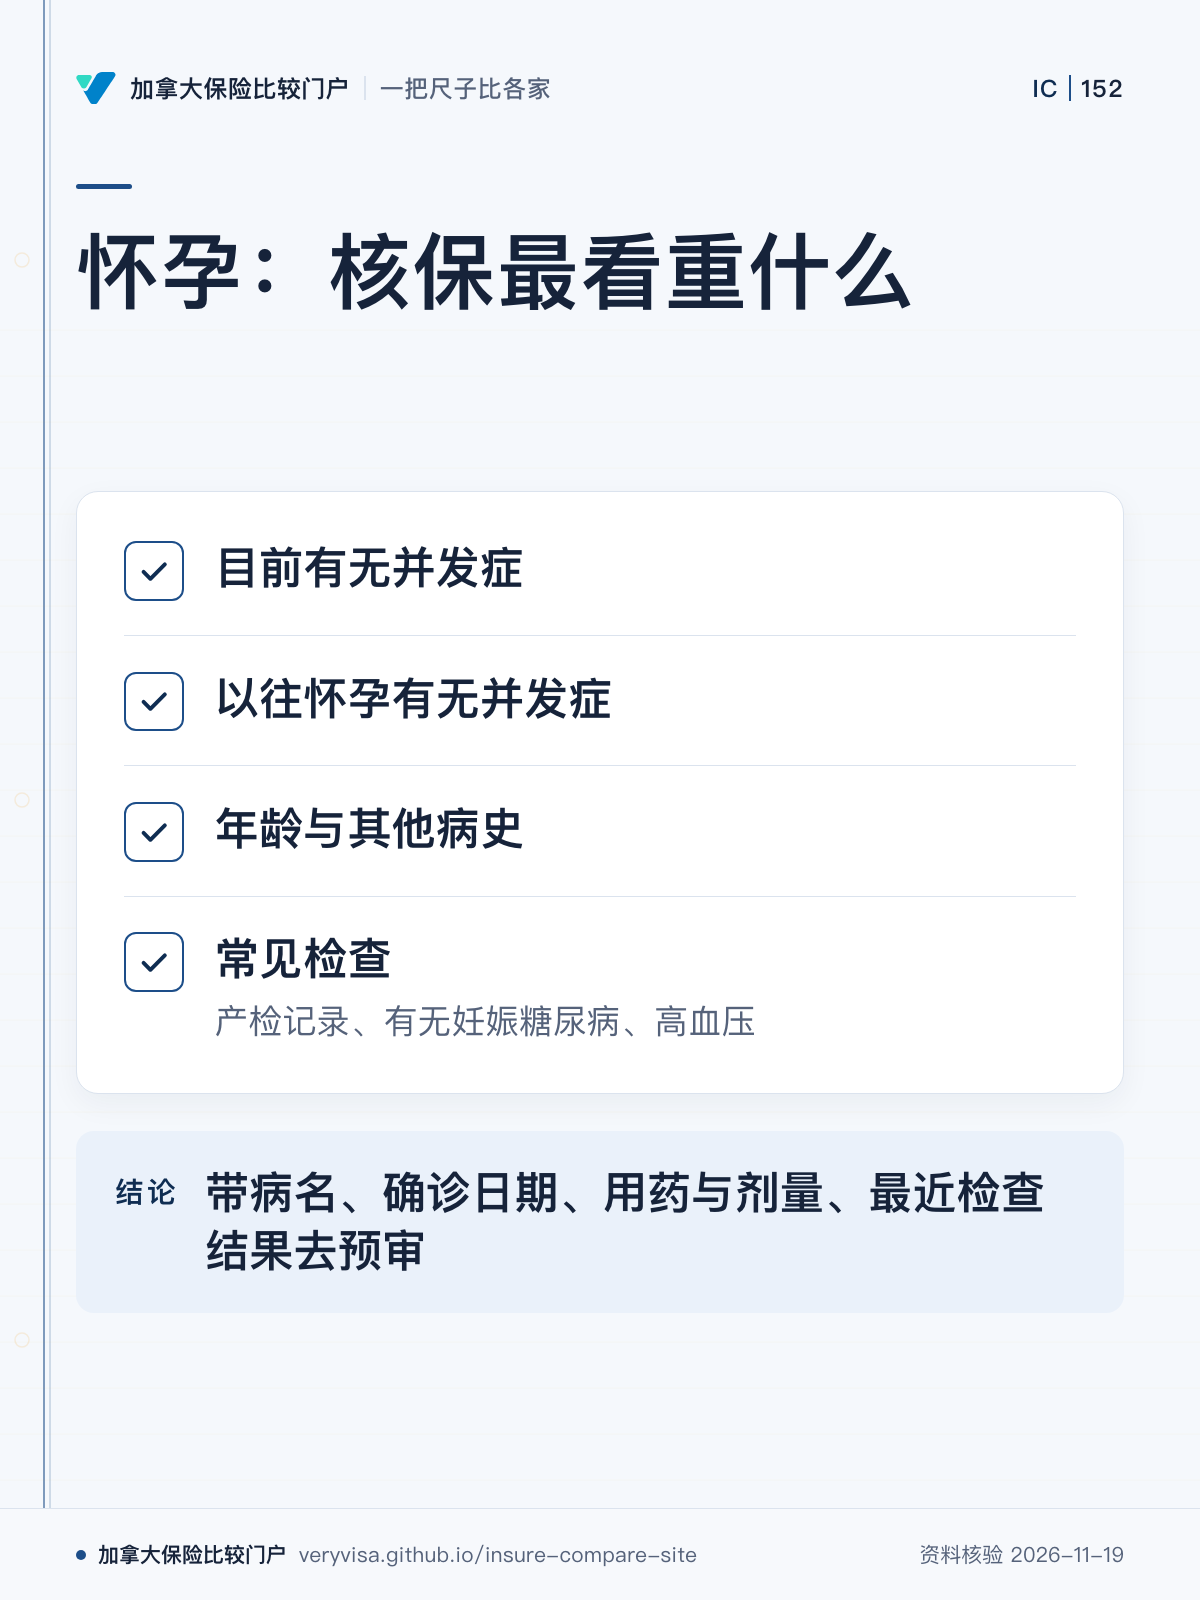 加拿大保险比较门户 一把尺子比各家
IC 152
怀孕：核保最看重什么
目前有无并发症
以往怀孕有无并发症
年龄与其他病史
常见检查
产检记录、有无妊娠糖尿病、高血压
结论 带病名、确诊日期、用药与剂量、最近检查
结果去预审
加拿大保险比较门户 veryvisa.github.io/insure-compare-site
资料核验 2026-11-19